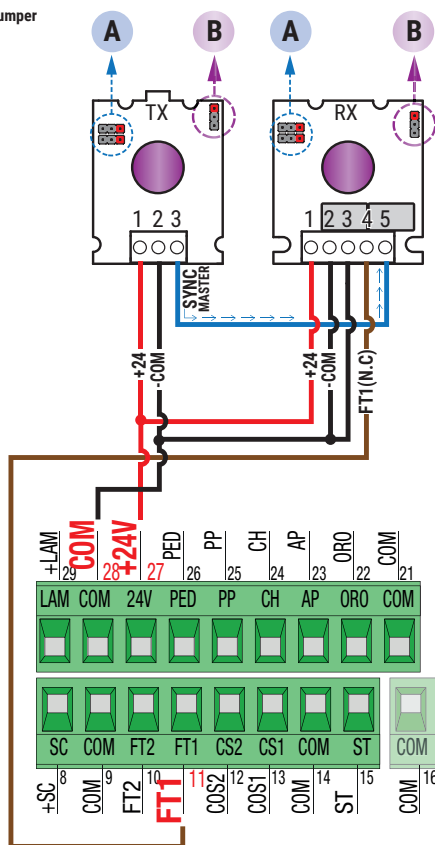 umper
A B A B
TX RX
1 2 3 1 2 3 4 5
SYNC
MASTER
+24 -COM +24 -COM FT1(N.C)
+LAM COM +24V PED PP CH AP ORO COM
29 28 27 26 25 24 23 22 21
LAM COM 24V PED PP CH AP ORO COM
SC COM FT2 FT1 CS2 CS1 COM ST COM
8 9 10 11 12 13 14 15 16
+SC COM FT2 FT1 COS2 COS1 COM ST COM